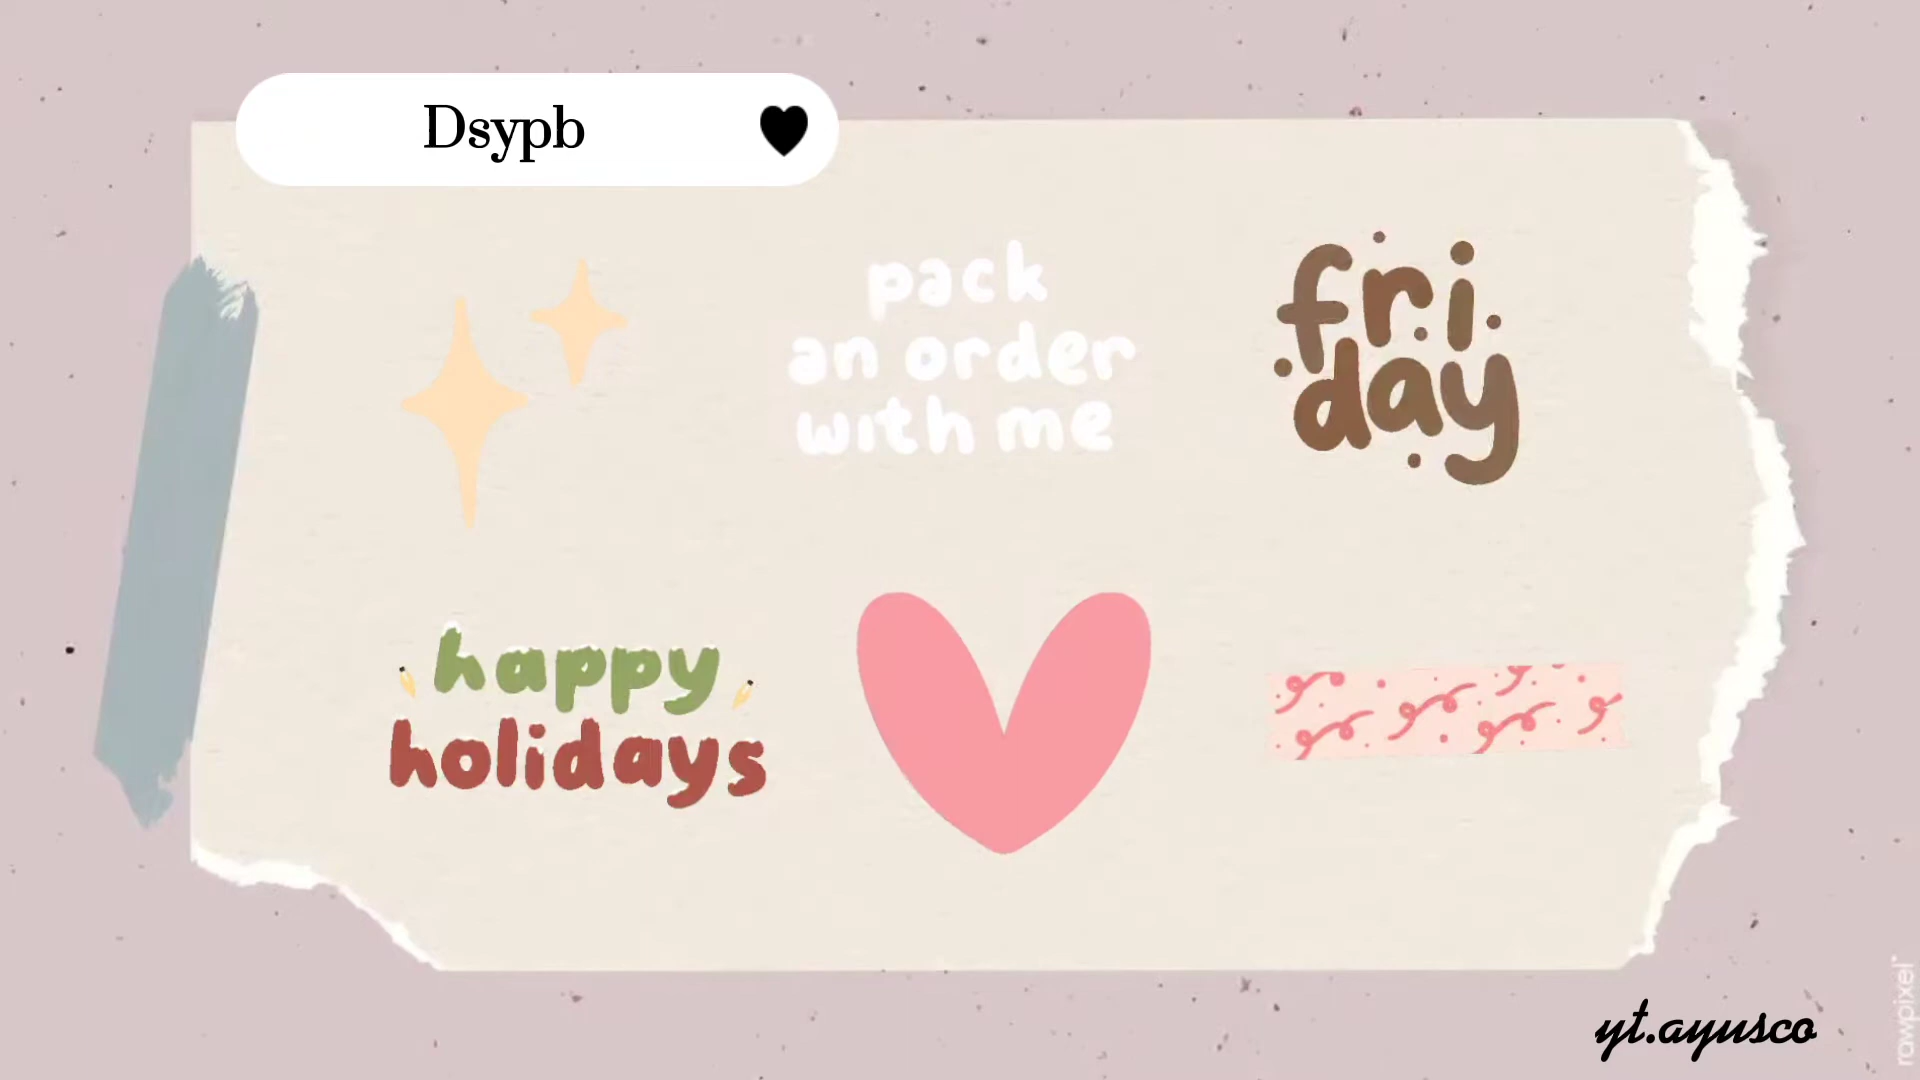 Dsypb
pack
an order
with me
fri
day
happy
holidays
yt.ayusco
rawpixel